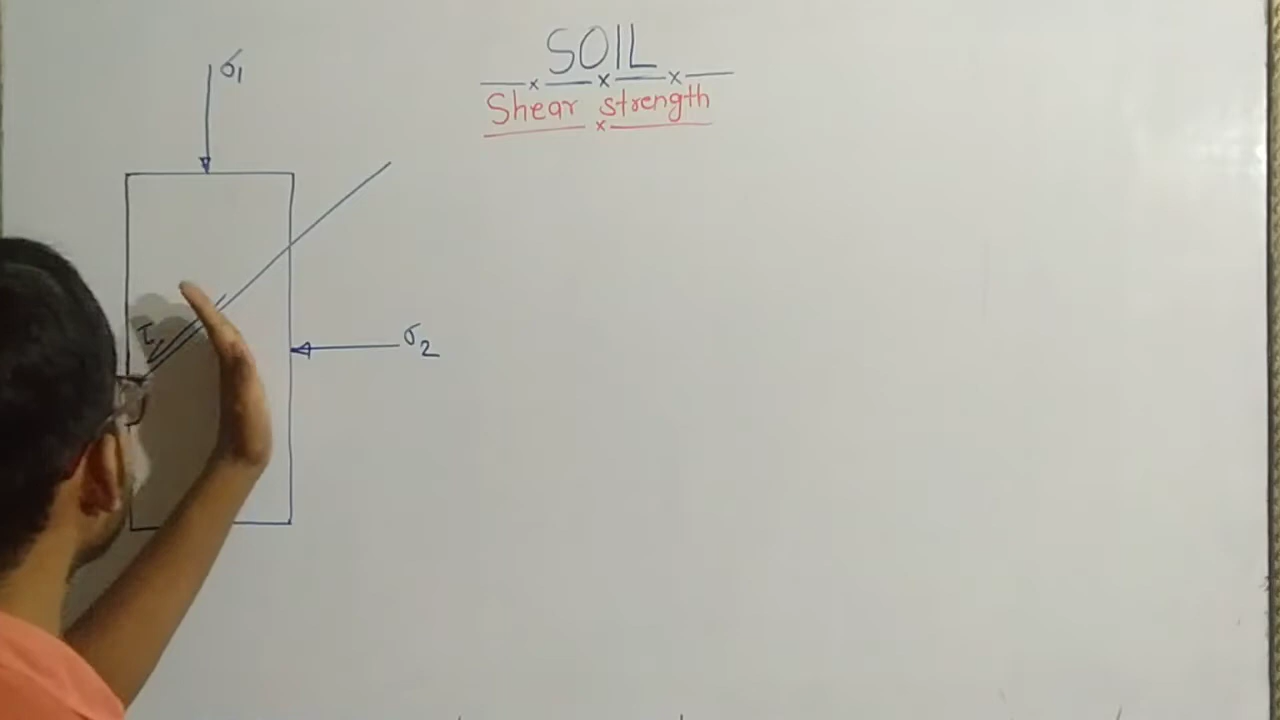 SOIL
Shear strength
σ1
τ
σ2